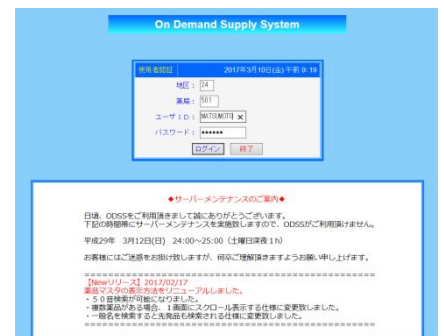 On Demand Supply System
使用者認証 2017年3月10日(金) 午前 9:19
地区： 24
薬局： 501
ユーザID： MATSUMOTO ×
パスワード： ••••••
ログイン 終了
◆サーバーメンテナンスのご案内◆
日頃、ODSSをご利用頂きまして誠にありがとうございます。
下記の時間帯にサーバーメンテナンスを実施致しますので、ODSSがご利用頂けません。
平成29年 3月12日(日) 24:00～25:00（土曜日深夜１ｈ）
お客様にはご迷惑をお掛け致しますが、何卒ご理解頂きますようお願い申し上げます。
【Newリリース】2017/02/17
薬品マスタの表示方法をリニューアルしました。
・５０音検索が可能になりました。
・複数薬品がある場合、１画面にスクロール表示する仕様に変更致しました。
・一般名を検索すると先発品も検索される仕様に変更致しました。